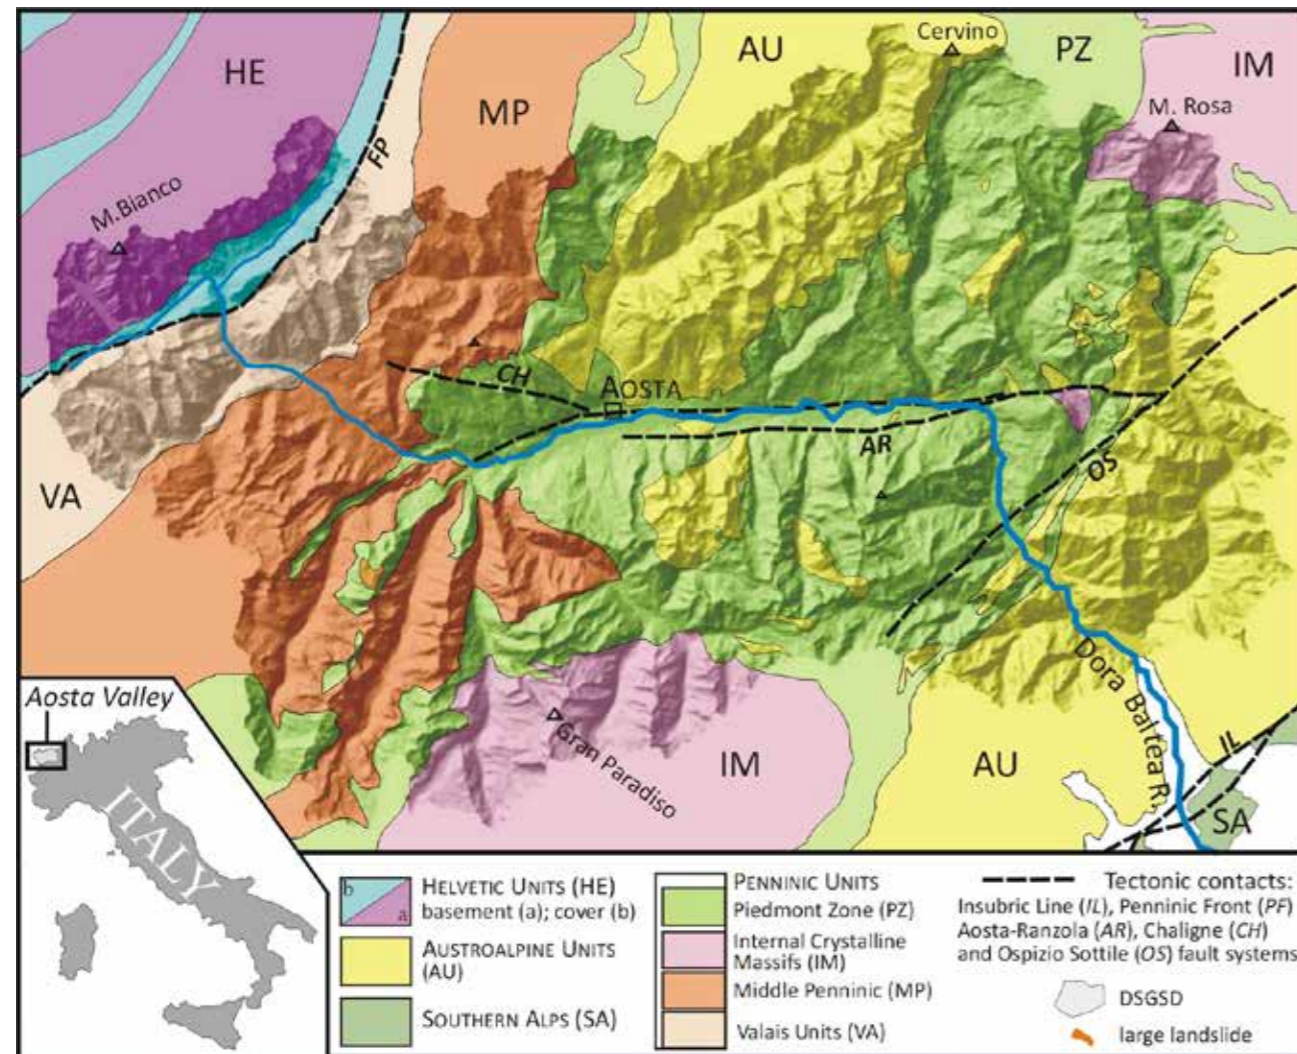 HE
AU
Cervino
PZ
IM
MP
M. Rosa
FP
M.Bianco
CH
AOSTA
AR
OS
VA
Dora Baltea R.
Gran Paradiso
IM
AU
IL
SA
Aosta Valley
ITALY
b
a
HELVETIC UNITS (HE)
basement (a); cover (b)
AUSTROALPINE UNITS
(AU)
SOUTHERN ALPS (SA)
PENNINIC UNITS
Piedmont Zone (PZ)
Internal Crystalline
Massifs (IM)
Middle Penninic (MP)
Valais Units (VA)
Tectonic contacts:
Insubric Line (IL), Penninic Front (PF)
Aosta-Ranzola (AR), Chaligne (CH)
and Ospizio Sottile (OS) fault systems
DSGSD
large landslide